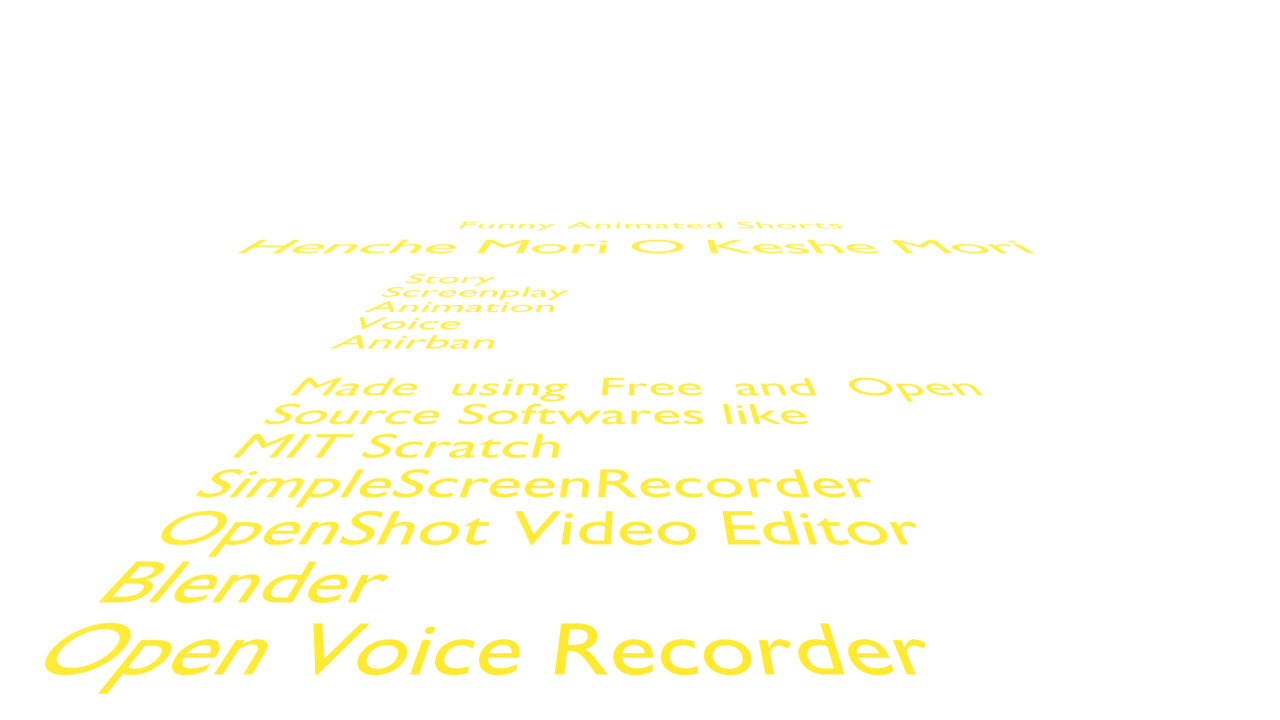 Funny Animated Shorts
Henche Mori O Keshe Mori
Story
Screenplay
Animation
Voice
Anirban
Made using Free and Open
Source Softwares like
MIT Scratch
SimpleScreenRecorder
OpenShot Video Editor
Blender
Open Voice Recorder